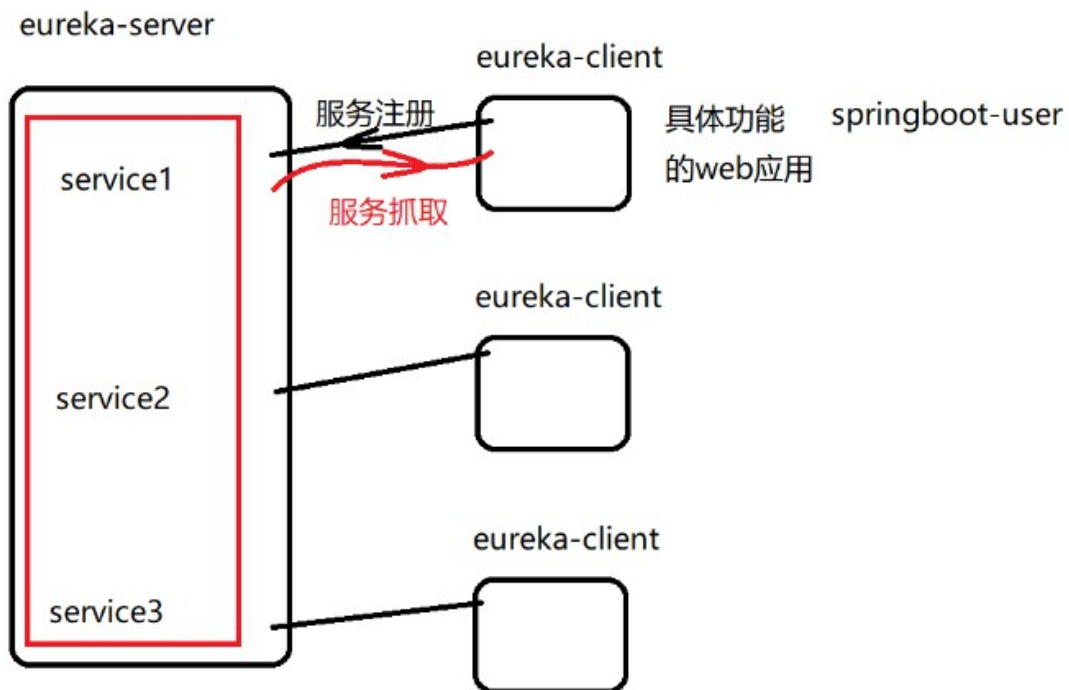 eureka-server
eureka-client
服务注册
具体功能
的web应用
springboot-user
service1
服务抓取
eureka-client
service2
eureka-client
service3